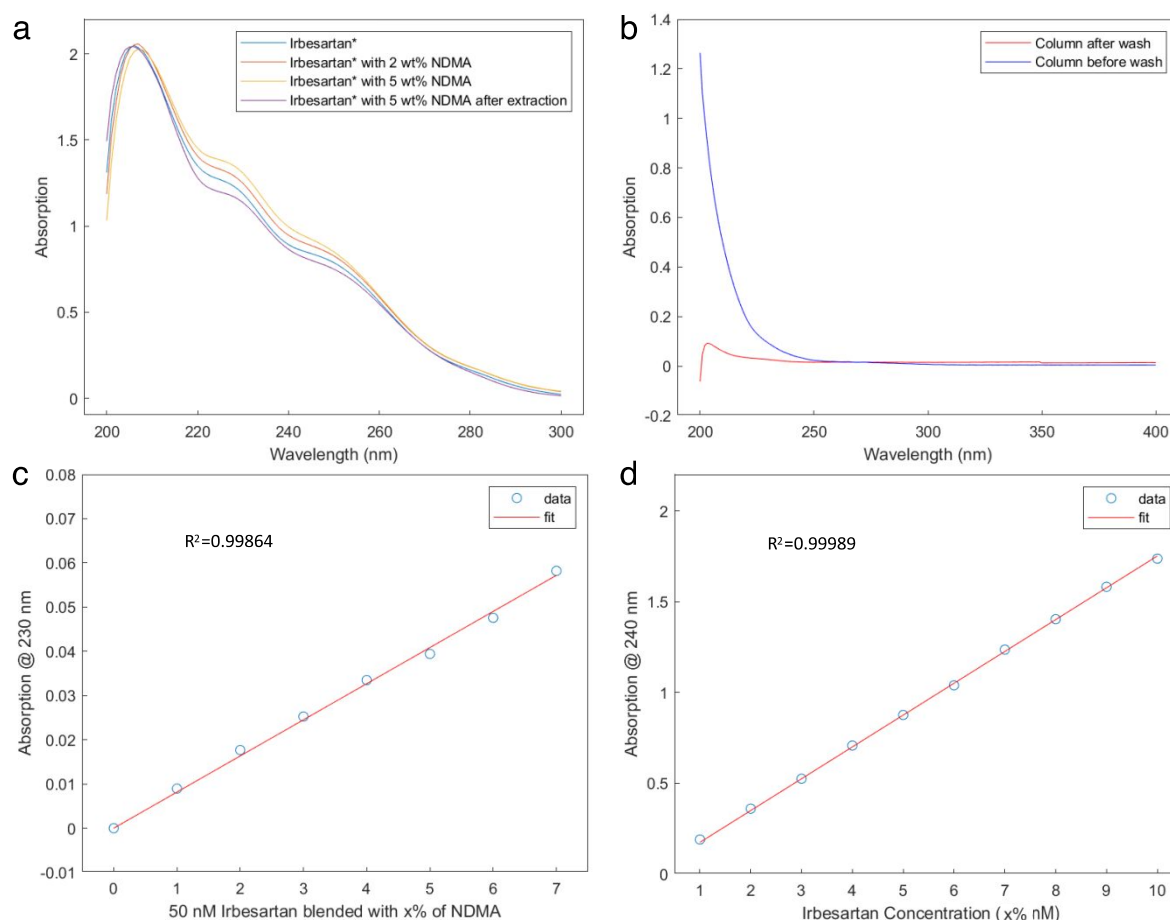 a
Irbesartan*
Irbesartan* with 2 wt% NDMA
Irbesartan* with 5 wt% NDMA
Irbesartan* with 5 wt% NDMA after extraction
2
1.5
1
0.5
0
Absorption
200
220
240
260
280
300
Wavelength (nm)
b
Column after wash
Column before wash
1.4
1.2
1
0.8
0.6
0.4
0.2
0
-0.2
Absorption
200
250
300
350
400
Wavelength (nm)
c
data
fit
R²=0.99864
0.08
0.07
0.06
0.05
0.04
0.03
0.02
0.01
0
-0.01
Absorption @ 230 nm
0
1
2
3
4
5
6
7
50 nM Irbesartan blended with x% of NDMA
d
data
fit
R²=0.99989
2
1.5
1
0.5
0
Absorption @ 240 nm
1
2
3
4
5
6
7
8
9
10
Irbesartan Concentration (x% nM)